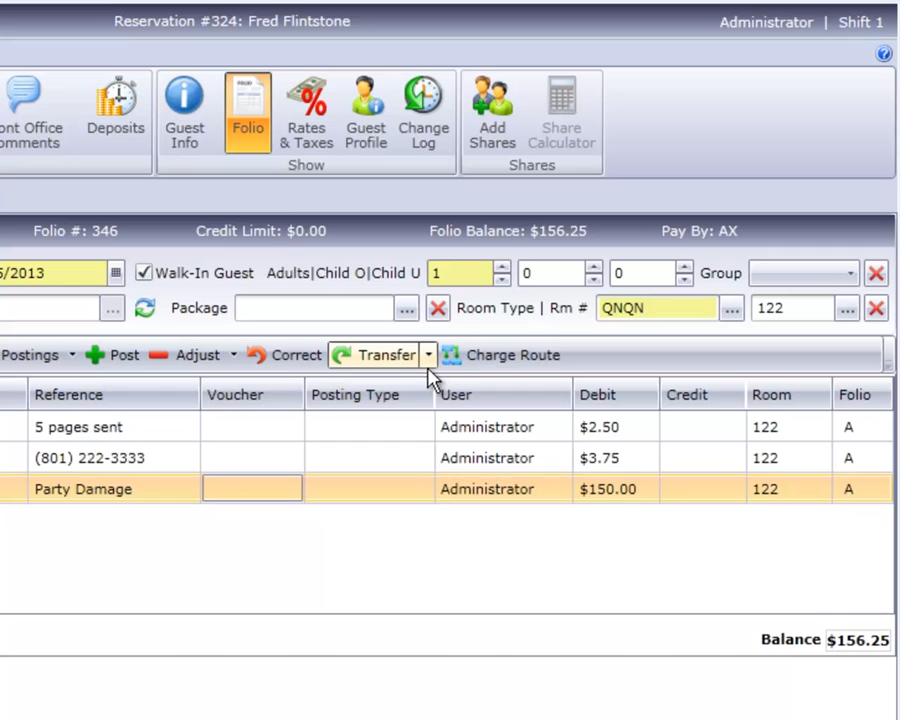 Reservation #324: Fred Flintstone Administrator | Shift 1
ont Office omments
Deposits
Guest Info
Folio
Rates & Taxes
Guest Profile
Change Log
Add Shares
Share Calculator
Show Shares
Folio #: 346 Credit Limit: $0.00 Folio Balance: $156.25 Pay By: AX
5/2013 Walk-In Guest Adults|Child O|Child U 1 0 0 Group
... Package ... Room Type | Rm # QNQN ... 122 ...
Postings Post Adjust Correct Transfer Charge Route
Reference Voucher Posting Type User Debit Credit Room Folio
5 pages sent Administrator $2.50 122 A
(801) 222-3333 Administrator $3.75 122 A
Party Damage Administrator $150.00 122 A
Balance $156.25